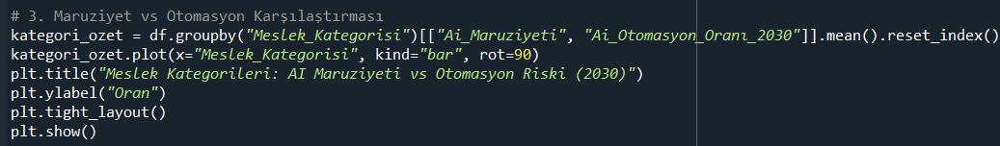 # 3. Maruziyet vs Otomasyon Karşılaştırması
kategori_ozet = df.groupby("Meslek_Kategorisi")[["Ai_Maruziyeti", "Ai_Otomasyon_Oranı_2030"]].mean().reset_index()
kategori_ozet.plot(x="Meslek_Kategorisi", kind="bar", rot=90)
plt.title("Meslek Kategorileri: AI Maruziyeti vs Otomasyon Riski (2030)")
plt.ylabel("Oran")
plt.tight_layout()
plt.show()